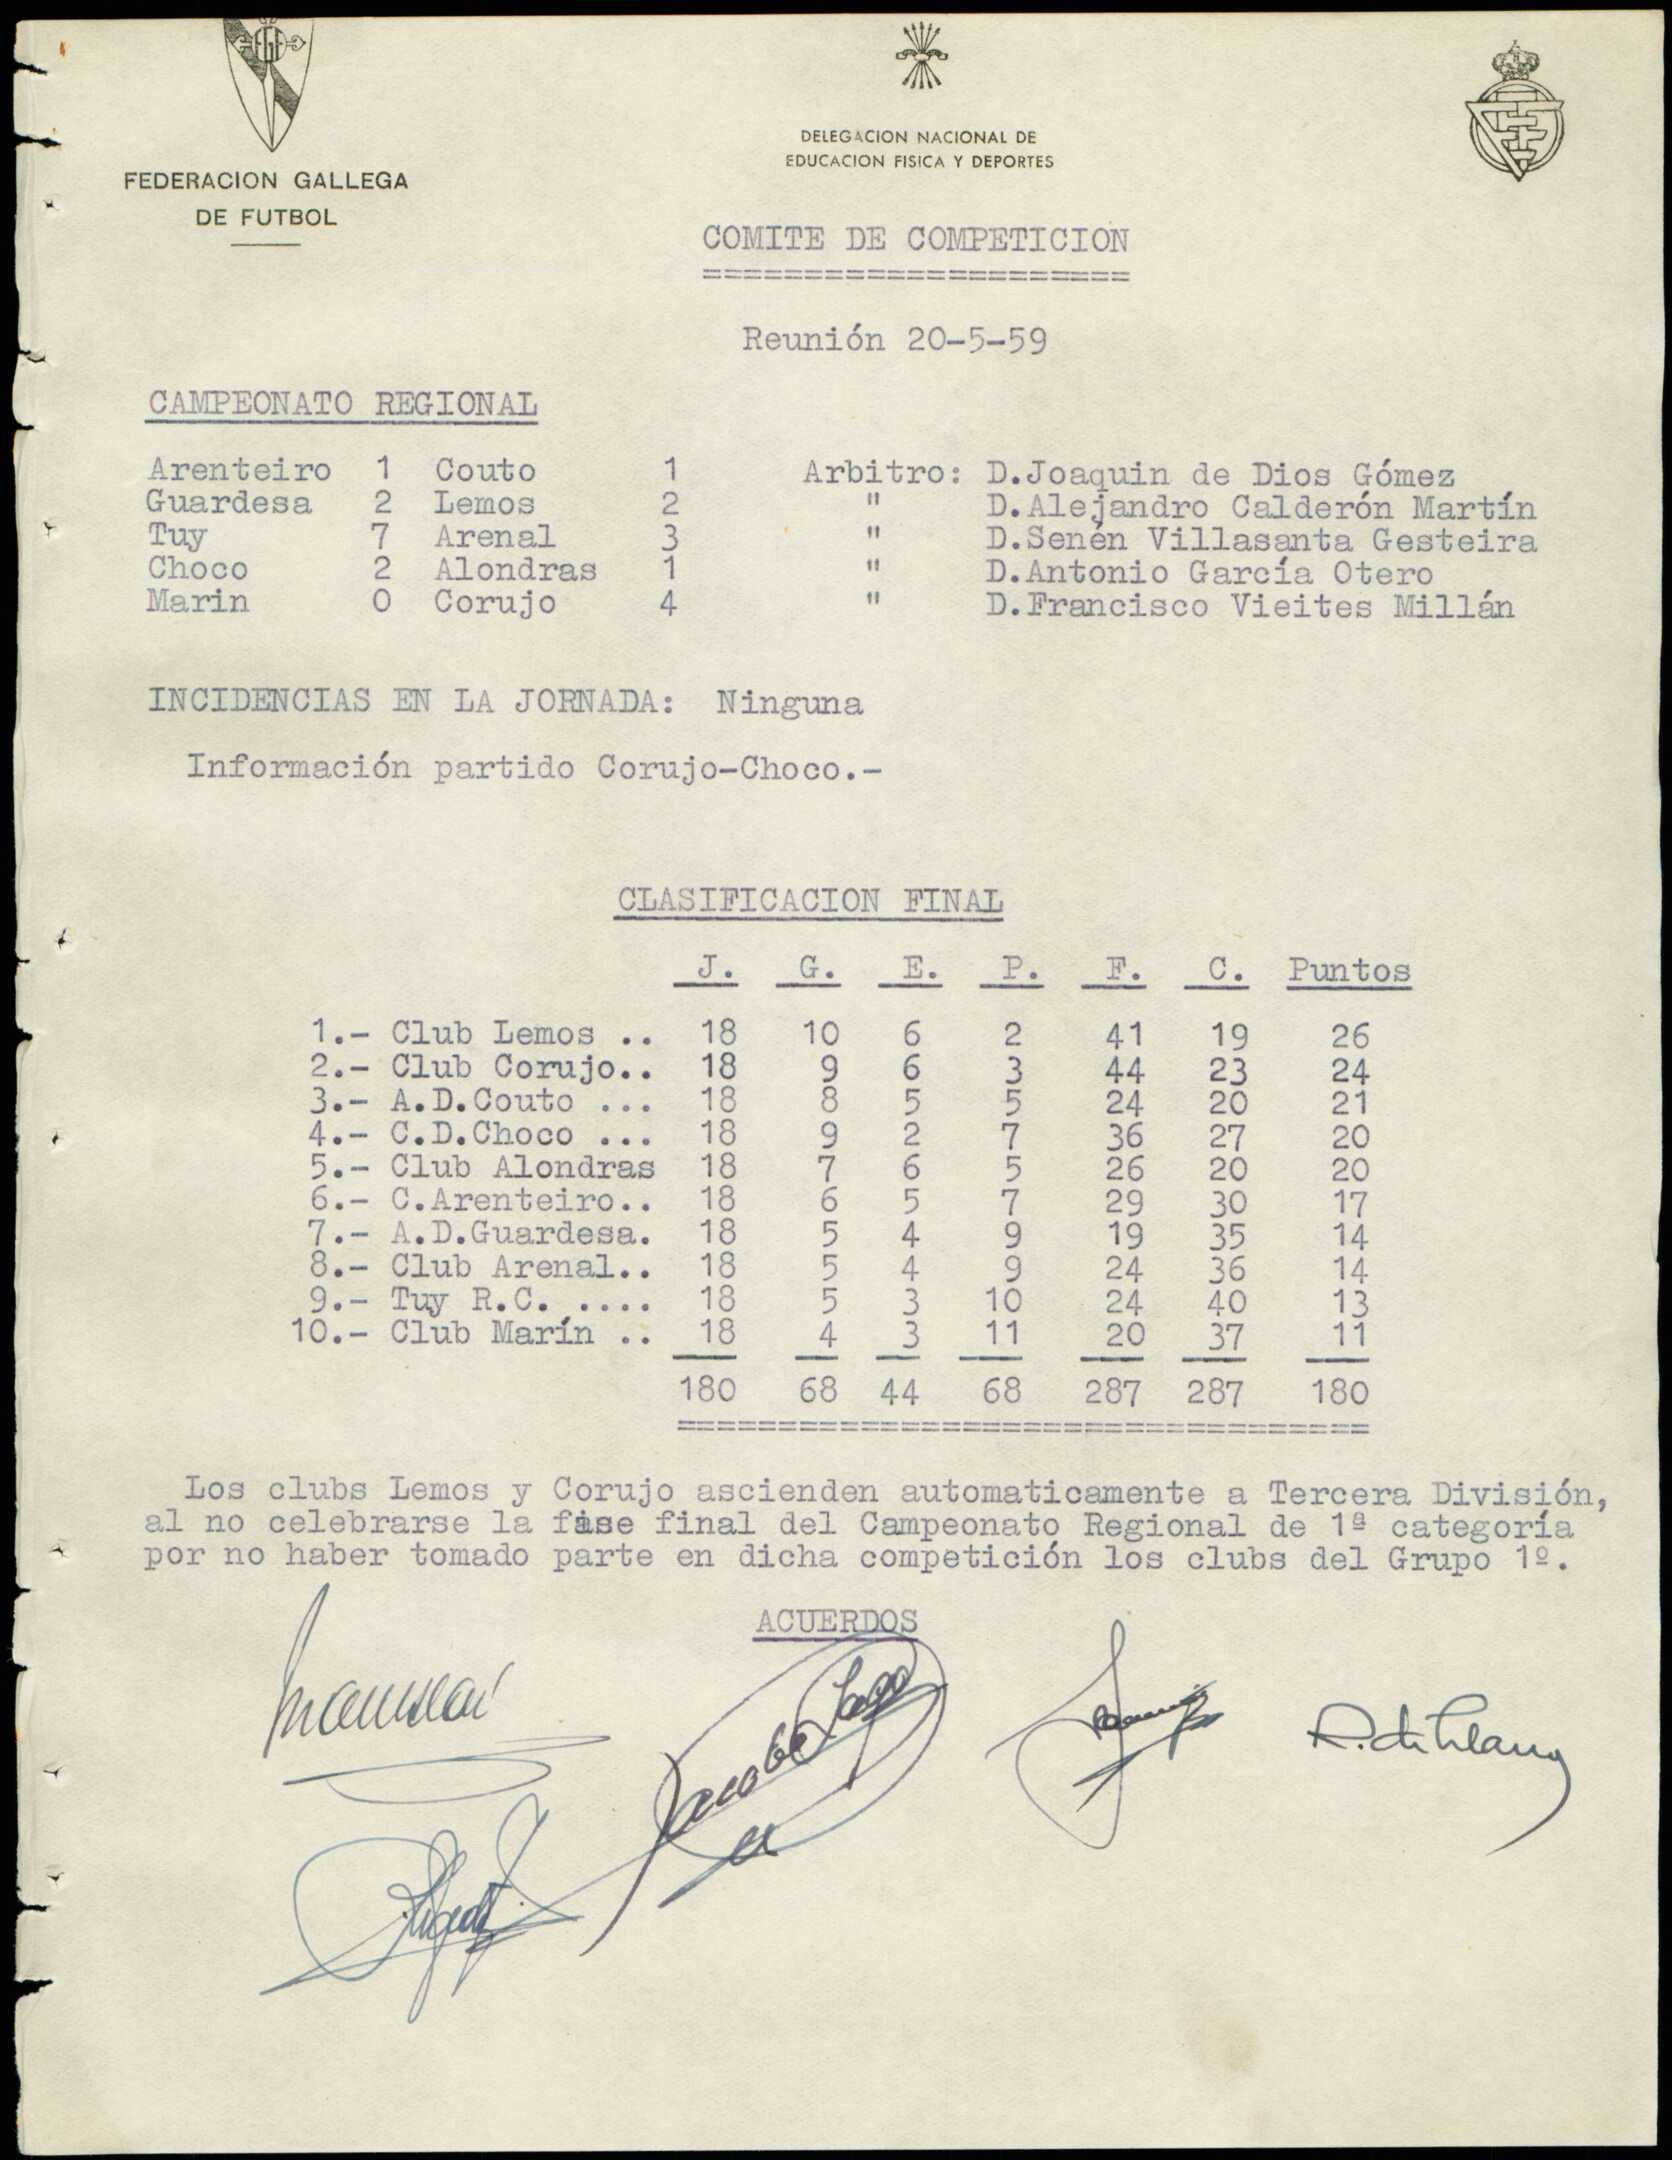 FGF
FEDERACION GALLEGA
DE FUTBOL
DELEGACION NACIONAL DE
EDUCACION FISICA Y DEPORTES
COMITE DE COMPETICION
=====================
Reunión 20-5-59
CAMPEONATO REGIONAL
Arenteiro 1 Couto 1 Arbitro: D.Joaquin de Dios Gómez
Guardesa 2 Lemos 2 " D.Alejandro Calderón Martín
Tuy 7 Arenal 3 " D.Senén Villasanta Gesteira
Choco 2 Alondras 1 " D.Antonio García Otero
Marin 0 Corujo 4 " D.Francisco Vieites Millán
INCIDENCIAS EN LA JORNADA: Ninguna
Información partido Corujo-Choco.-
CLASIFICACION FINAL
J. G. E. P. F. C. Puntos
1.- Club Lemos .. 18 10 6 2 41 19 26
2.- Club Corujo.. 18 9 6 3 44 23 24
3.- A.D.Couto ... 18 8 5 5 24 20 21
4.- C.D.Choco ... 18 9 2 7 36 27 20
5.- Club Alondras 18 7 6 5 26 20 20
6.- C.Arenteiro.. 18 6 5 7 29 30 17
7.- A.D.Guardesa. 18 5 4 9 19 35 14
8.- Club Arenal.. 18 5 4 9 24 36 14
9.- Tuy R.C. .... 18 5 3 10 24 40 13
10.- Club Marín .. 18 4 3 11 20 37 11
180 68 44 68 287 287 180
==================================
Los clubs Lemos y Corujo ascienden automaticamente a Tercera División,
al no celebrarse la fase final del Campeonato Regional de 1ª categoría
por no haber tomado parte en dicha competición los clubs del Grupo 1º.
ACUERDOS